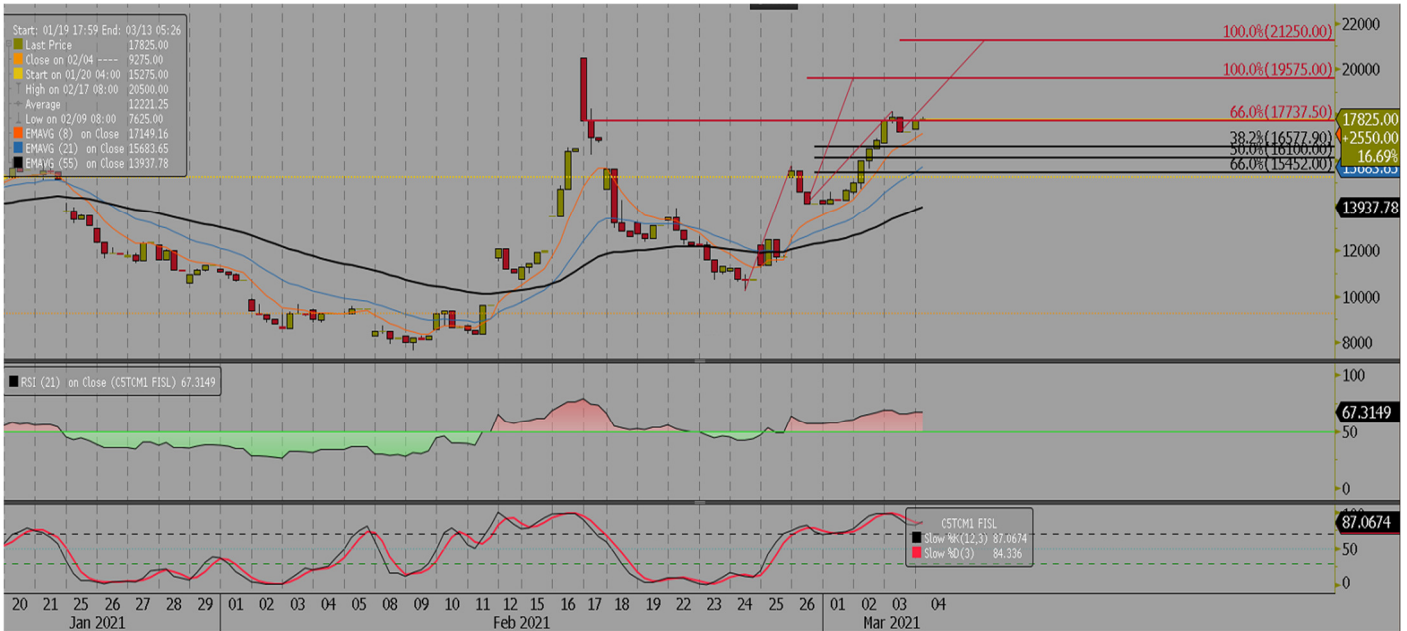 Start: 01/19 17:59 End: 03/13 05:26
Last Price 17825.00
Close on 02/04 ---- 9275.00
Start on 01/20 04:00 15275.00
High on 02/17 08:00 20500.00
Average 12221.25
Low on 02/09 08:00 7625.00
EMAVG (8) on Close 17149.16
EMAVG (21) on Close 15683.65
EMAVG (55) on Close 13937.78
22000
100.0%(21250.00)
20000
100.0%(19575.00)
66.0%(17737.50)
17825.00
+2550.00
16.69%
38.2%(16577.90)
50.0%(16100.00)
66.0%(15452.00)
15683.65
13937.78
12000
10000
8000
RSI (21) on Close (C5TCM1 FISL) 67.3149
100
67.3149
50
0
C5TCM1 FISL
Slow %K(12,3) 87.0674
Slow %D(3) 84.336
100
87.0674
50
0
20 21 25 26 27 28 29 01 02 03 04 05 08 09 10 11 12 15 16 17 18 19 22 23 24 25 26 01 02 03 04
Jan 2021 Feb 2021 Mar 2021